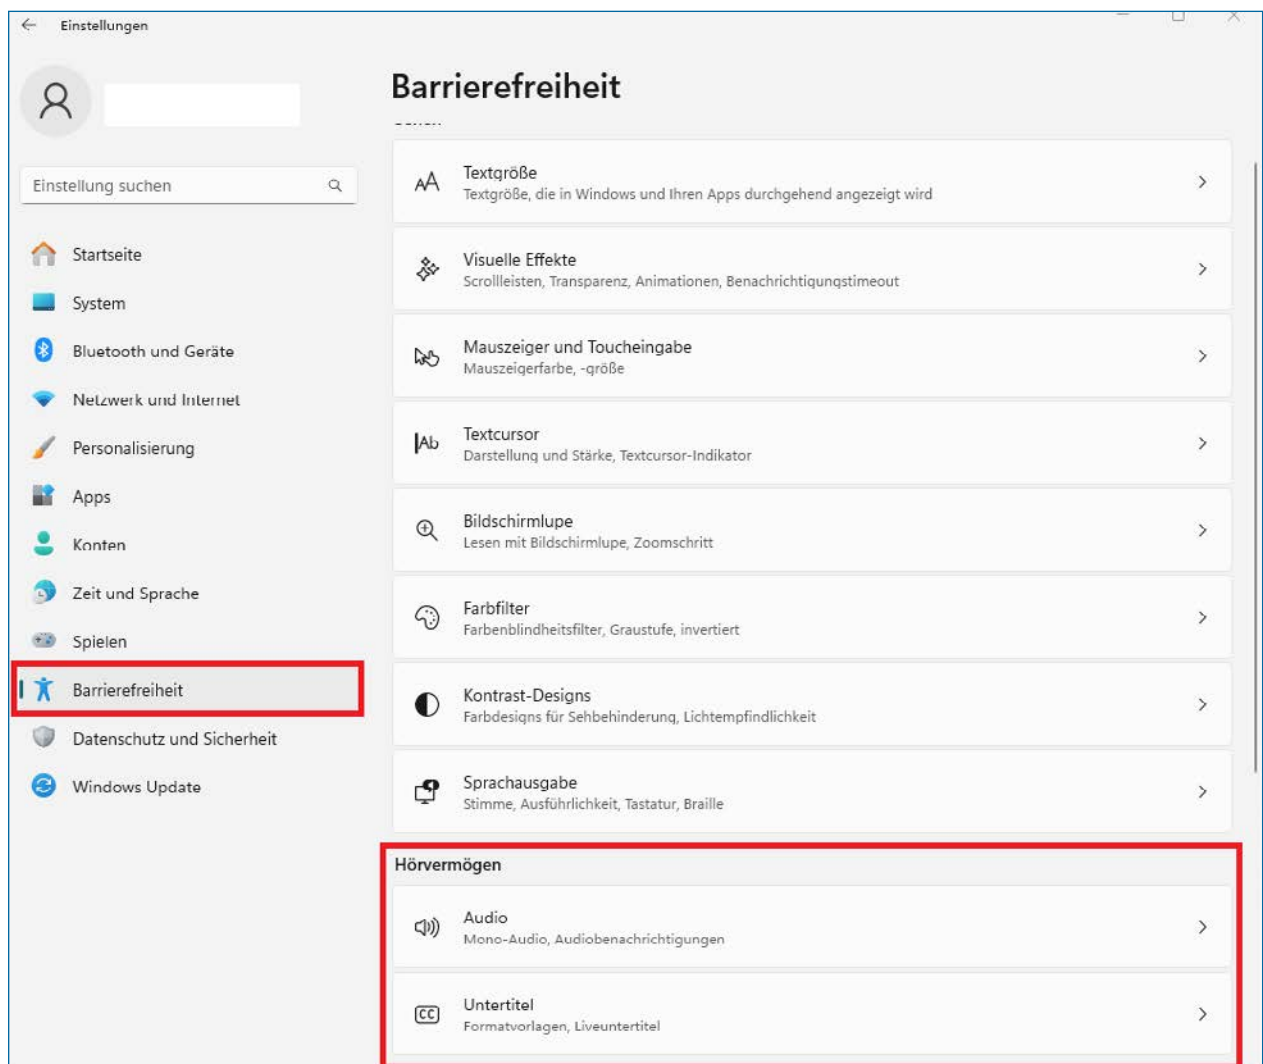 Einstellungen
Barrierefreiheit
Einstellung suchen
Startseite
System
Bluetooth und Geräte
Netzwerk und Internet
Personalisierung
Apps
Konten
Zeit und Sprache
Spielen
Barrierefreiheit
Datenschutz und Sicherheit
Windows Update
Textgröße
Textgröße, die in Windows und Ihren Apps durchgehend angezeigt wird
Visuelle Effekte
Scrollleisten, Transparenz, Animationen, Benachrichtigungstimeout
Mauszeiger und Toucheingabe
Mauszeigerfarbe, -größe
Ab
Textcursor
Darstellung und Stärke, Textcursor-Indikator
Bildschirmlupe
Lesen mit Bildschirmlupe, Zoomschritt
Farbfilter
Farbenblindheitsfilter, Graustufe, invertiert
Kontrast-Designs
Farbdesigns für Sehbehinderung, Lichtempfindlichkeit
Sprachausgabe
Stimme, Ausführlichkeit, Tastatur, Braille
Hörvermögen
Audio
Mono-Audio, Audiobenachrichtigungen
CC
Untertitel
Formatvorlagen, Liveuntertitel